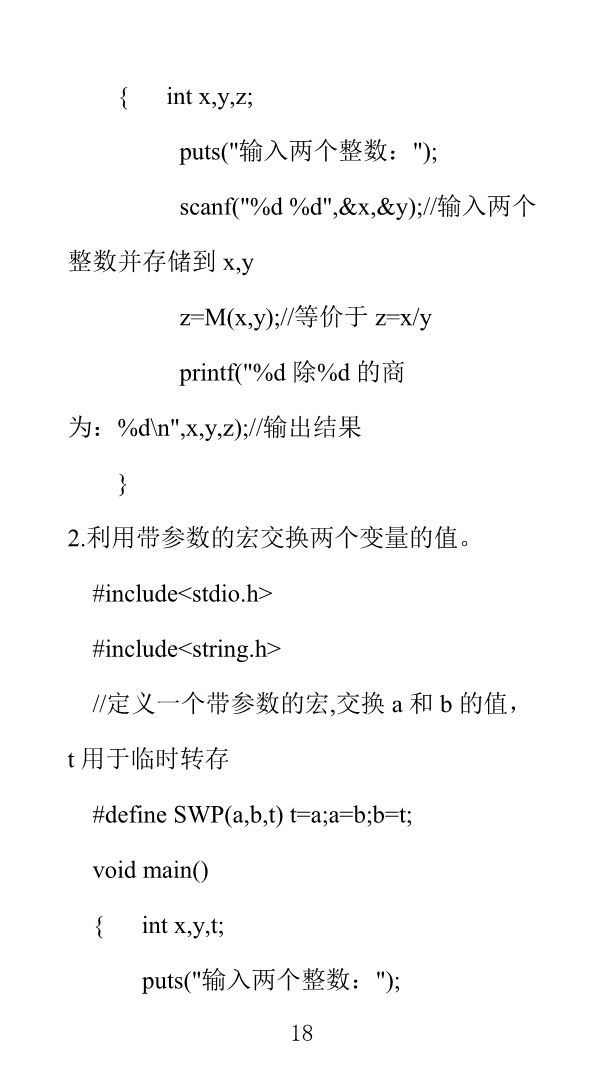 { int x,y,z;
puts("输入两个整数：");
scanf("%d %d",&x,&y);//输入两个
整数并存储到 x,y
z=M(x,y);//等价于 z=x/y
printf("%d 除%d 的商
为：%d\n",x,y,z);//输出结果
}
2.利用带参数的宏交换两个变量的值。
#include<stdio.h>
#include<string.h>
//定义一个带参数的宏,交换 a 和 b 的值，
t 用于临时转存
#define SWP(a,b,t) t=a;a=b;b=t;
void main()
{ int x,y,t;
puts("输入两个整数：");
18